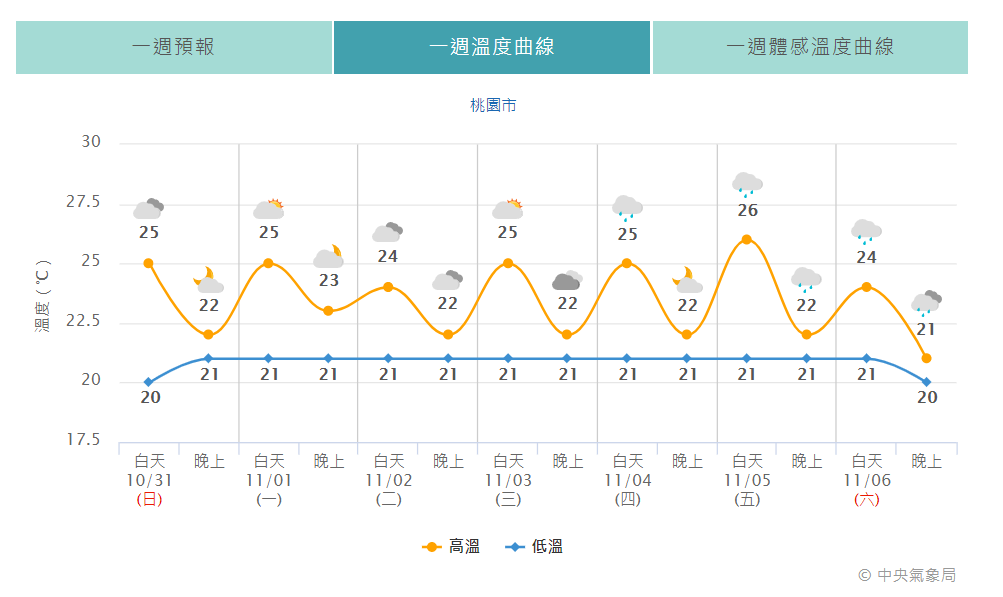 一週預報 一週溫度曲線 一週體感溫度曲線
桃園市
30
27.5
25
22.5
20
17.5
溫度 ( °C )
25 22 25 23 24 22 25 22 25 22 26 22 24 21
20 21 21 21 21 21 21 21 21 21 21 21 21 20
白天 晚上 白天 晚上 白天 晚上 白天 晚上 白天 晚上 白天 晚上 白天 晚上
10/31 11/01 11/02 11/03 11/04 11/05 11/06
(日) (一) (二) (三) (四) (五) (六)
高溫 低溫
© 中央氣象局